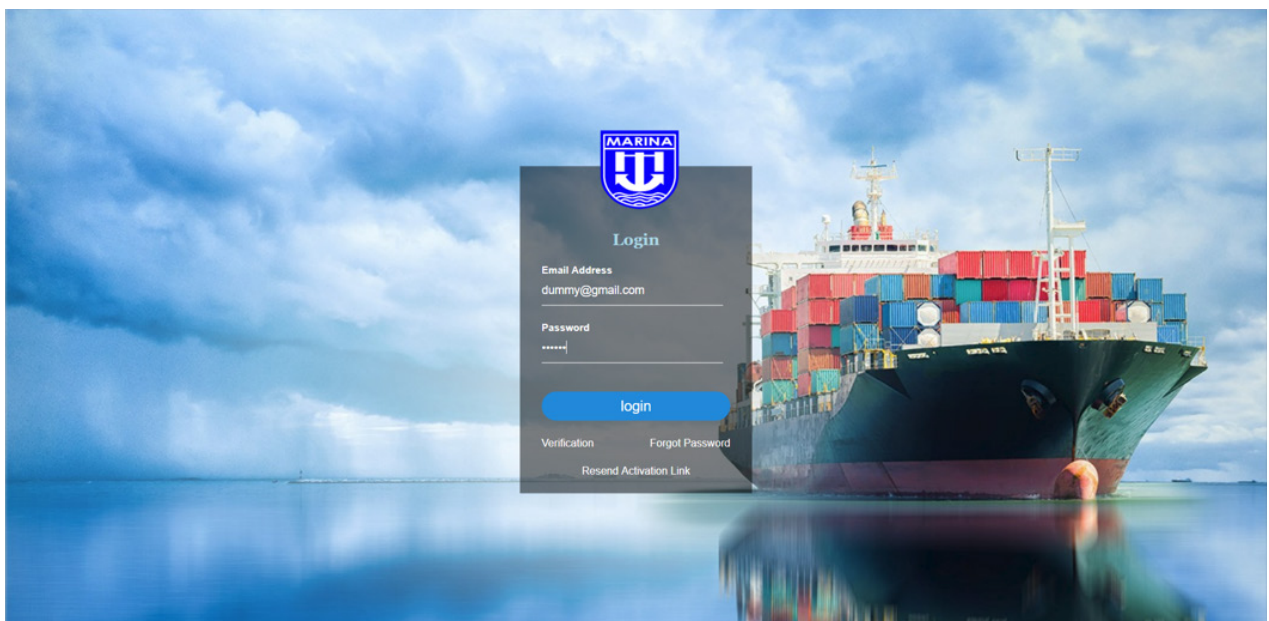 MARINA
Login
Email Address
dummy@gmail.com
Password
••••••
login
Verification Forgot Password
Resend Activation Link